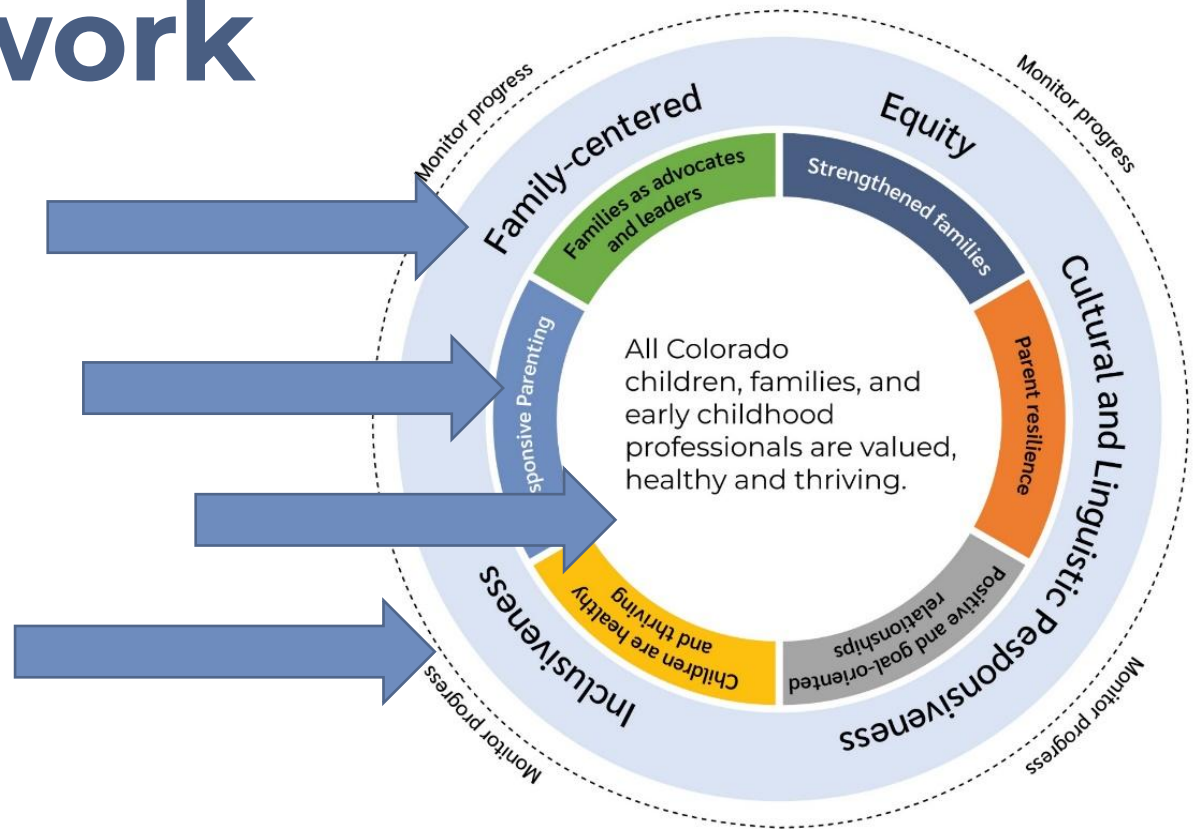 work
Monitor progress
Monitor progress
Family-centered
Equity
Families as advocates
and leaders
Strengthened families
Cultural and Linguistic Responsiveness
sponsive Parenting
Parent resilience
All Colorado
children, families, and
early childhood
professionals are valued,
healthy and thriving.
Inclusiveness
Children are healthy
and thriving
Positive and goal-oriented
relationships
Monitor progress
Monitor progress